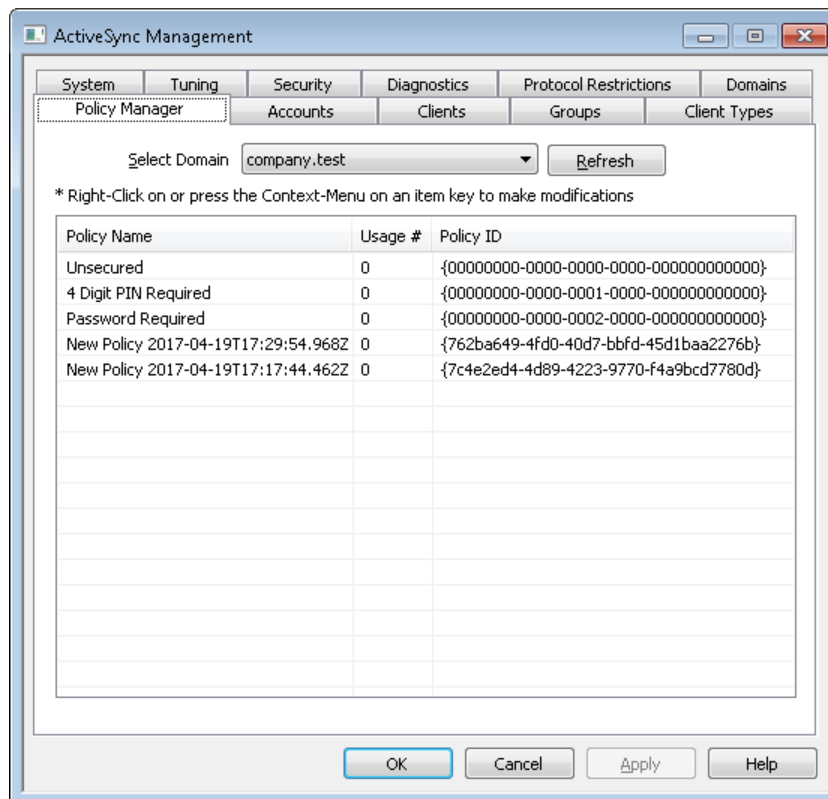 ActiveSync Management
System Tuning Security Diagnostics Protocol Restrictions Domains
Policy Manager Accounts Clients Groups Client Types
Select Domain company.test Refresh
* Right-Click on or press the Context-Menu on an item key to make modifications
Policy Name Usage # Policy ID
Unsecured 0 {00000000-0000-0000-0000-000000000000}
4 Digit PIN Required 0 {00000000-0000-0001-0000-000000000000}
Password Required 0 {00000000-0000-0002-0000-000000000000}
New Policy 2017-04-19T17:29:54.968Z 0 {762ba649-4fd0-40d7-bbfd-45d1baa2276b}
New Policy 2017-04-19T17:17:44.462Z 0 {7c4e2ed4-4d89-4223-9770-f4a9bcd7780d}
OK Cancel Apply Help